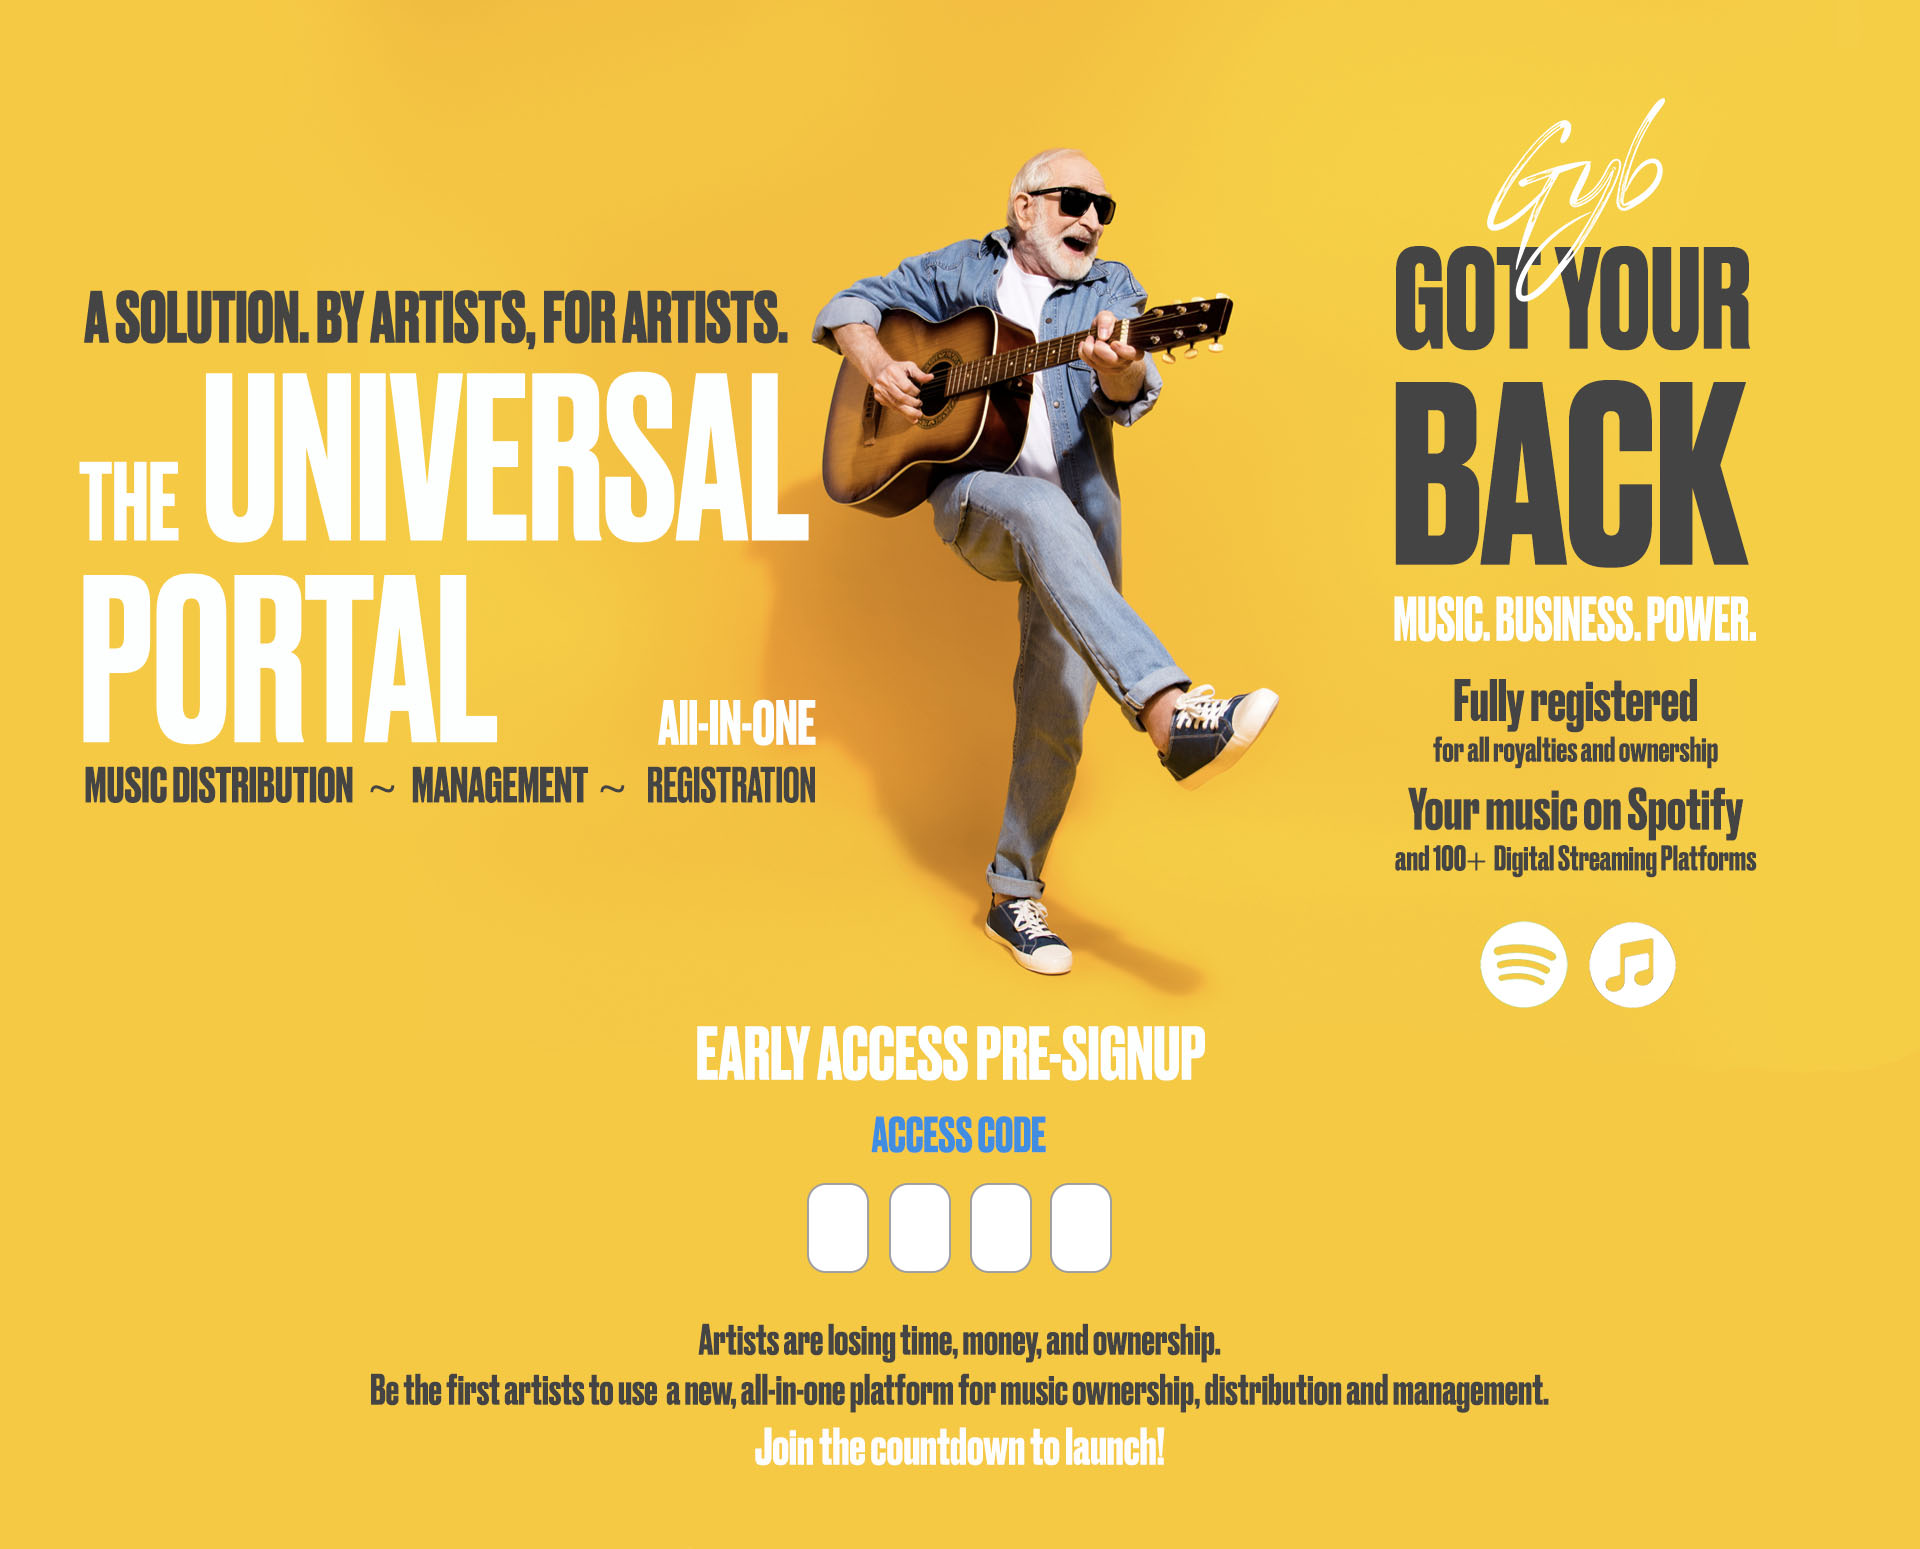 A SOLUTION. BY ARTISTS, FOR ARTISTS.
THE UNIVERSAL
PORTAL
All-IN-ONE
MUSIC DISTRIBUTION ~ MANAGEMENT ~ REGISTRATION
Gyb
GOT YOUR
BACK
MUSIC. BUSINESS. POWER.
Fully registered
for all royalties and ownership
Your music on Spotify
and 100+ Digital Streaming Platforms
EARLY ACCESS PRE-SIGNUP
ACCESS CODE
Artists are losing time, money, and ownership.
Be the first artists to use a new, all-in-one platform for music ownership, distribution and management.
Join the countdown to launch!